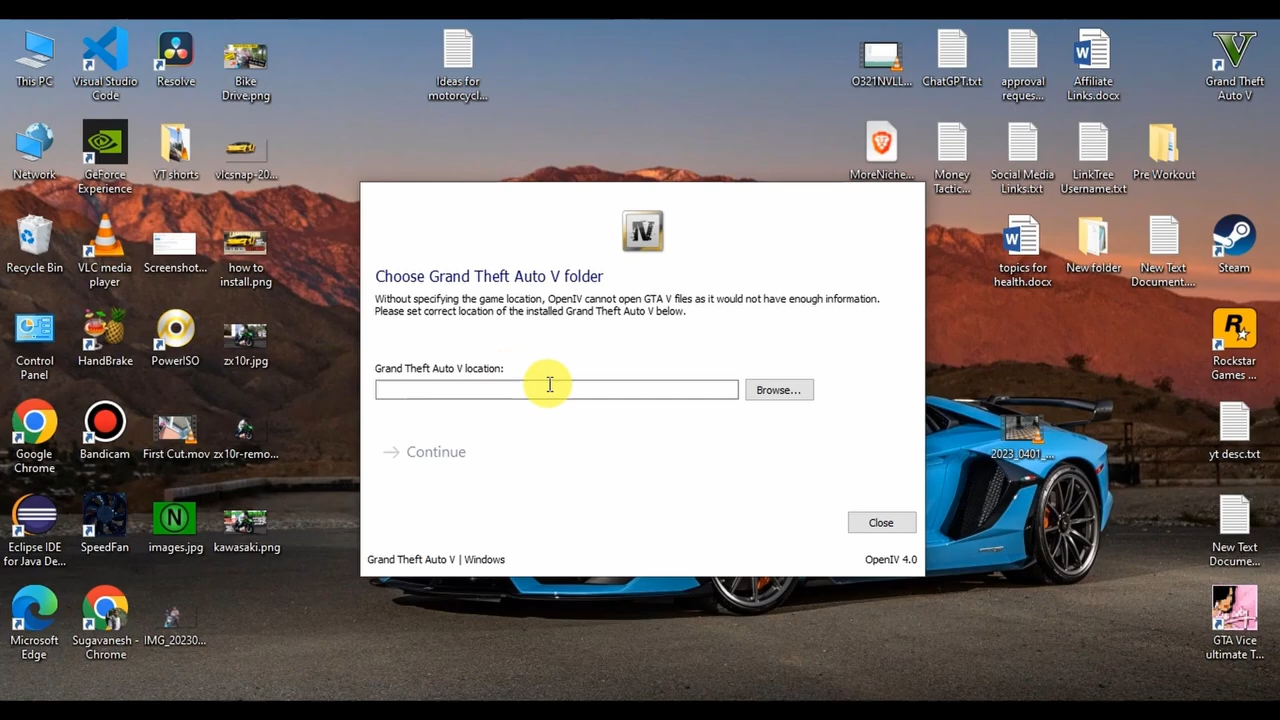 This PC
Visual Studio
Code
Resolve
Bike
Drive.png
Ideas for
motorcycl...
O321NVLL...
ChatGPT.txt
approval
reques...
Affiliate
Links.docx
Grand Theft
Auto V
Network
GeForce
Experience
YT shorts
vlcsnap-20...
MoreNiche...
Money
Tactic...
Social Media
Links.txt
LinkTree
Username.txt
Pre Workout
Recycle Bin
VLC media
player
Screenshot...
how to
install.png
topics for
health.docx
New folder
New Text
Document....
Steam
Control
Panel
HandBrake
PowerISO
zx10r.jpg
Rockstar
Games ...
Google
Chrome
Bandicam
First Cut.mov
zx10r-remo...
2023_0401_...
yt desc.txt
Eclipse IDE
for Java De...
SpeedFan
images.jpg
kawasaki.png
New Text
Docume...
Microsoft
Edge
Sugavanesh -
Chrome
IMG_20230...
GTA Vice
ultimate T...
IV
Choose Grand Theft Auto V folder
Without specifying the game location, OpenIV cannot open GTA V files as it would not have enough information.
Please set correct location of the installed Grand Theft Auto V below.
Grand Theft Auto V location:
Browse...
Continue
Close
Grand Theft Auto V | Windows
OpenIV 4.0